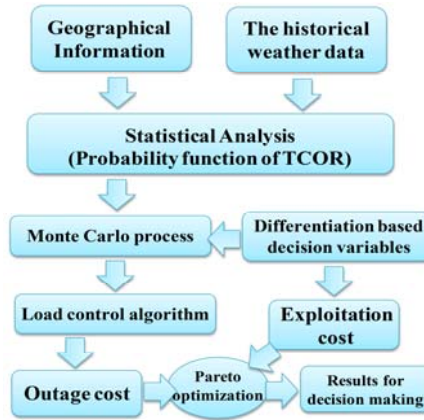 Geographical
Information
The historical
weather data
Statistical Analysis
(Probability function of TCOR)
Monte Carlo process
Differentiation based
decision variables
Load control algorithm
Exploitation
cost
Outage cost
Pareto
optimization
Results for
decision making